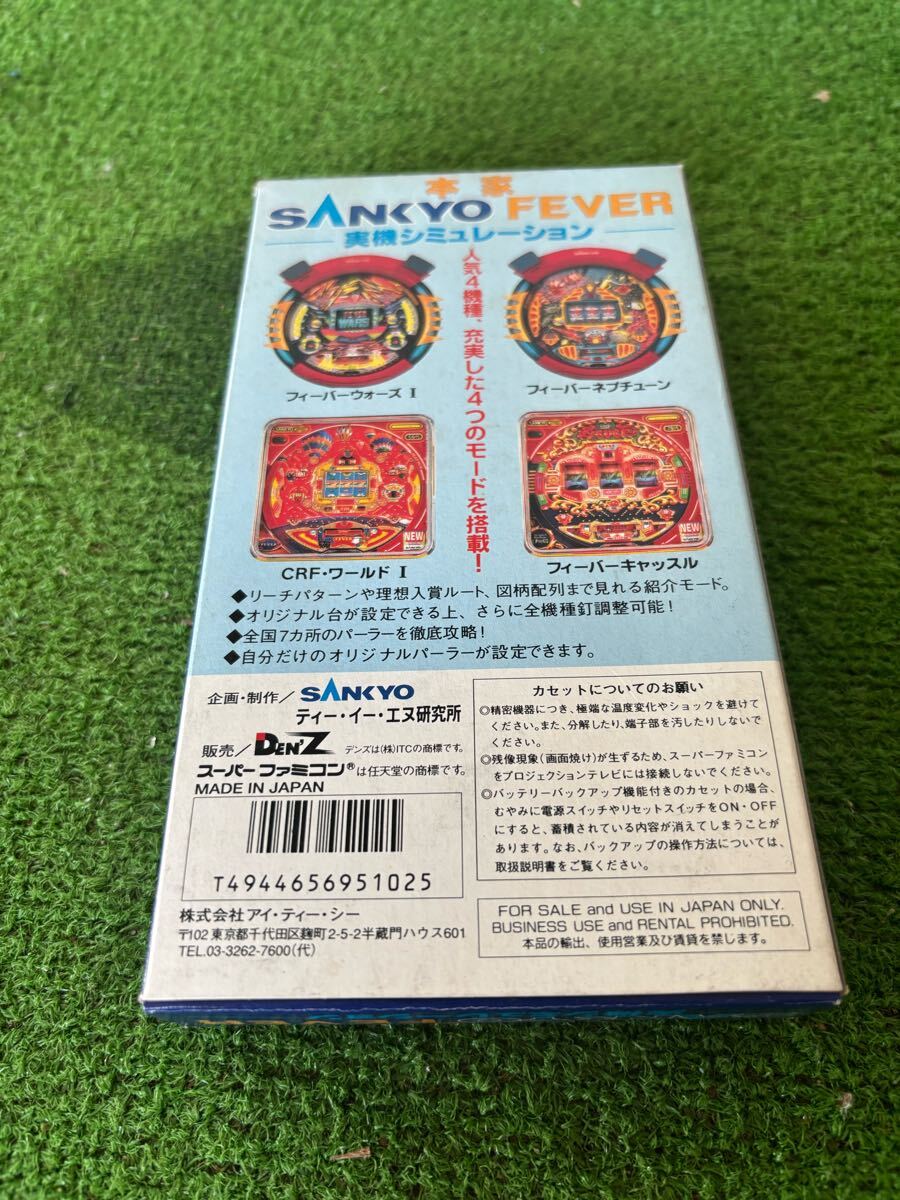 本家
SANKYO FEVER
実機シミュレーション
人気4機種、充実した4つのモードを搭載!
WARS
フィーバーウォーズ I
フィーバーネプチューン
NEW
CRF・ワールド I
NEW
フィーバーキャッスル
◆リーチパターンや理想入賞ルート、図柄配列まで見れる紹介モード。
◆オリジナル台が設定できる上、さらに全機種釘調整可能!
◆全国7カ所のパーラーを徹底攻略!
◆自分だけのオリジナルパーラーが設定できます。
企画・制作/SANKYO
ティー・イー・エヌ研究所
販売/DEN'Z デンズは(株)ITCの商標です。
スーパーファミコン®は任天堂の商標です。
MADE IN JAPAN
T4944656951025
株式会社アイ・ティー・シー
〒102 東京都千代田区麹町2-5-2半蔵門ハウス601
TEL.03-3262-7600(代)
カセットについてのお願い
◎精密機器につき、極端な温度変化やショックを避けて
ください。また、分解したり、端子部を汚したりしないで
ください。
◎残像現象(画面焼け)が生ずるため、スーパーファミコン
をプロジェクションテレビには接続しないでください。
◎バッテリーバックアップ機能付きのカセットの場合、
むやみに電源スイッチやリセットスイッチをON・OFF
にすると、蓄積されている内容が消えてしまうことが
あります。なお、バックアップの操作方法については、
取扱説明書をご覧ください。
FOR SALE and USE IN JAPAN ONLY.
BUSINESS USE and RENTAL PROHIBITED.
本品の輸出、使用営業及び賃貸を禁じます。